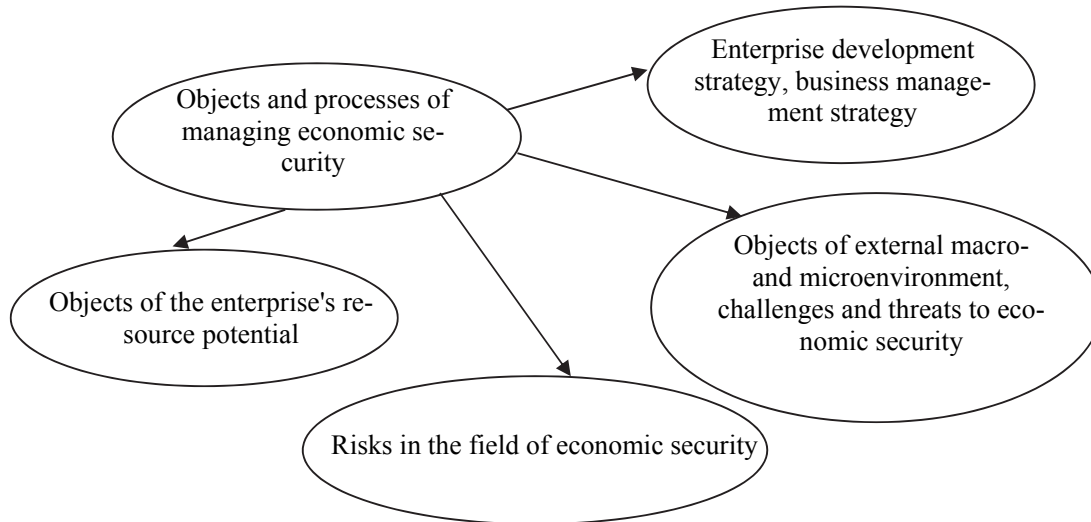 Objects and processes of
managing economic se-
curity
Enterprise development
strategy, business manage-
ment strategy
Objects of the enterprise's re-
source potential
Objects of external macro-
and microenvironment,
challenges and threats to eco-
nomic security
Risks in the field of economic security